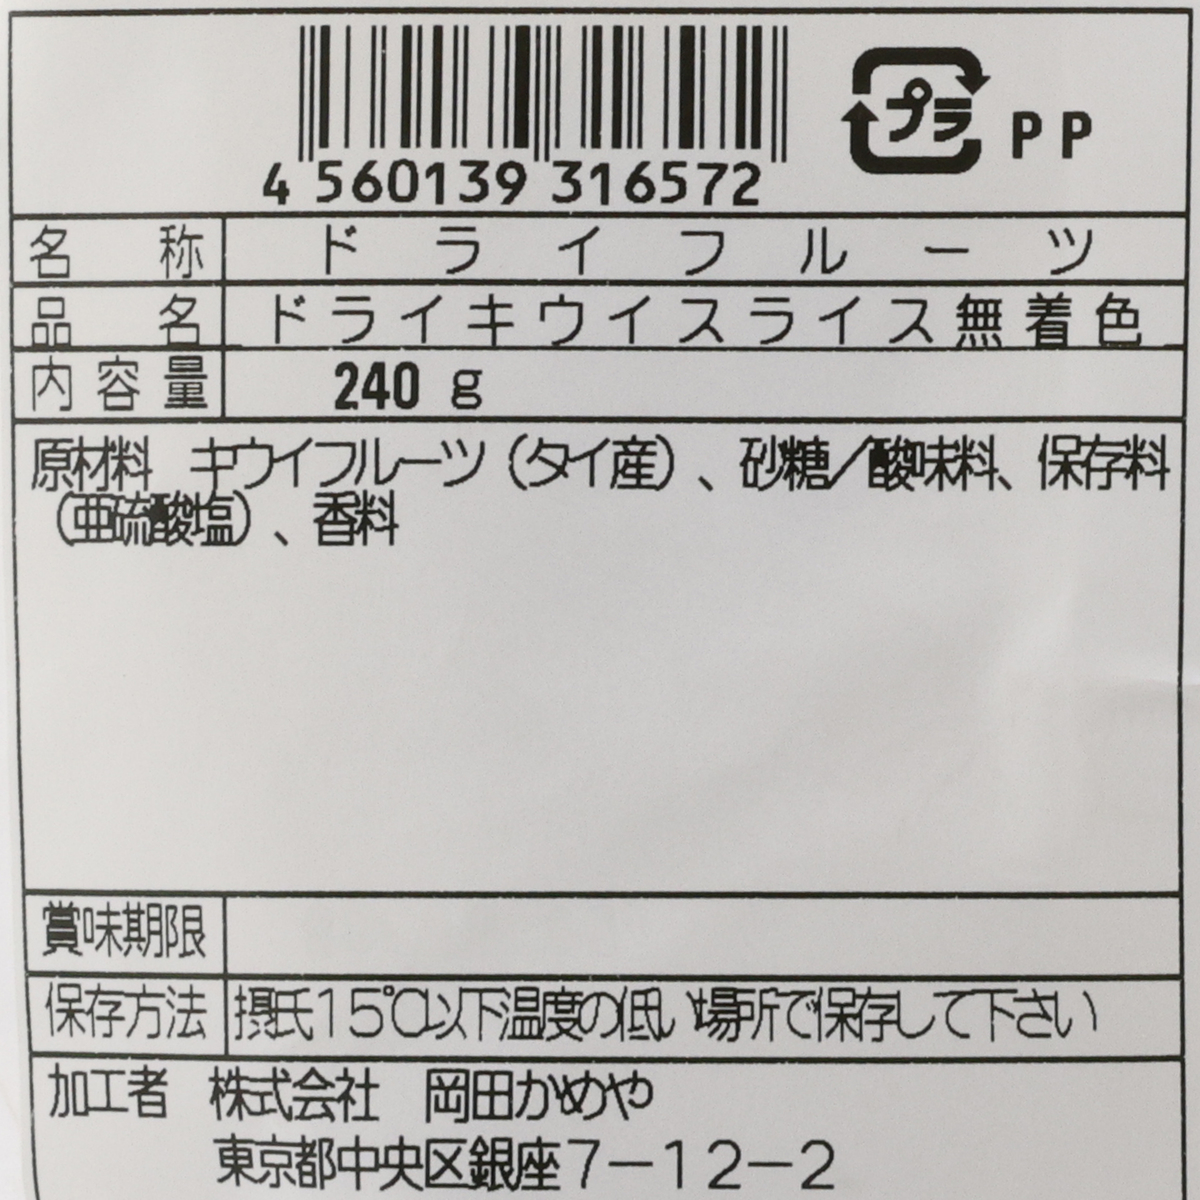 4 560139 316572
プラ PP
名称 ドライフルーツ
品名 ドライキウイスライス無着色
内容量 240g
原材料 キウイフルーツ（タイ産）、砂糖／酸味料、保存料
（亜硫酸塩）、香料
賞味期限
保存方法 摂氏15℃以下温度の低い場所で保存して下さい
加工者 株式会社 岡田かめや
東京都中央区銀座7－12－2